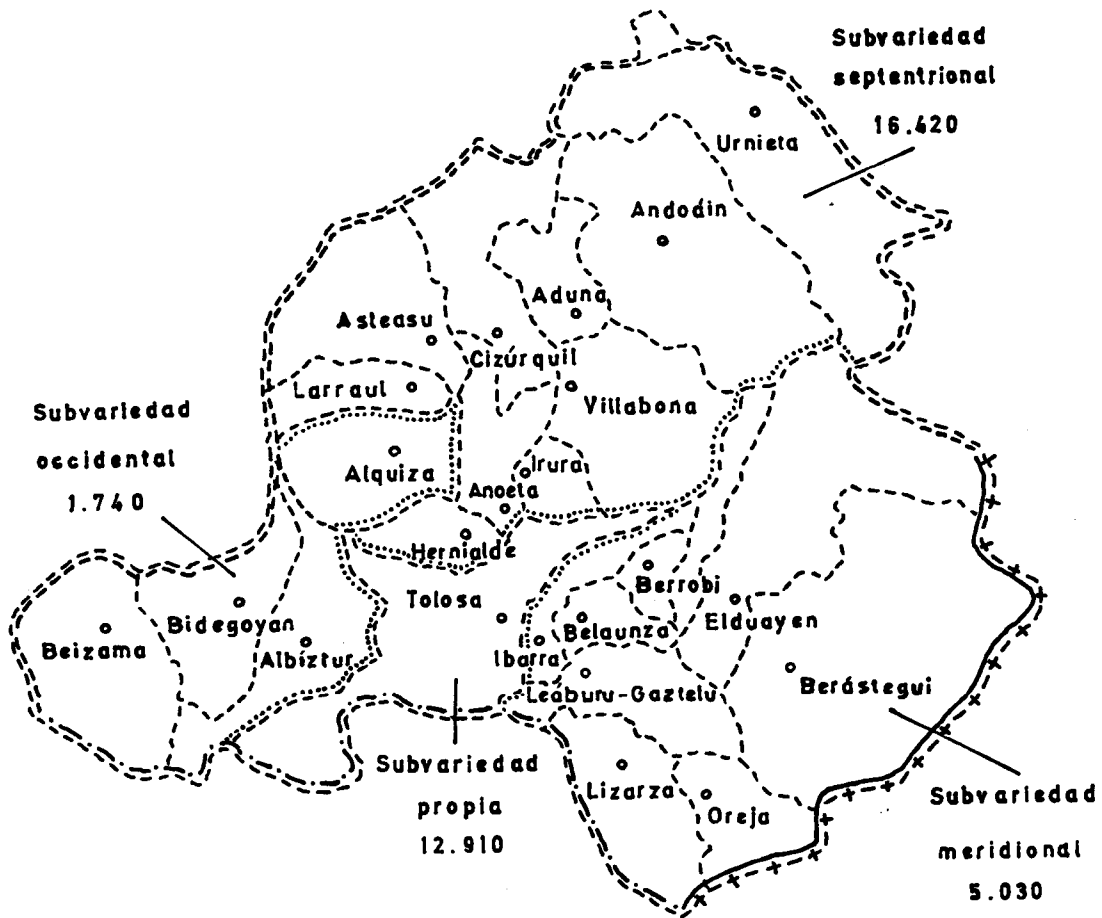 Subvariedad
septentrional
16.420
Urnieta
Andodin
Aduna
Asteasu
Cizúrquil
Larraul
Villabona
Subvariedad
occidental
1.740
Alquiza
Irura
Anoeta
Hernialde
Berrobi
Tolosa
Bidegoyan
Beizama
Albíztur
Belaunza
Elduayen
Ibarra
Leaburu-Gaztelu
Berástegui
Subvariedad
propia
12.910
Lizarza
Oreja
Subvariedad
meridional
5.030